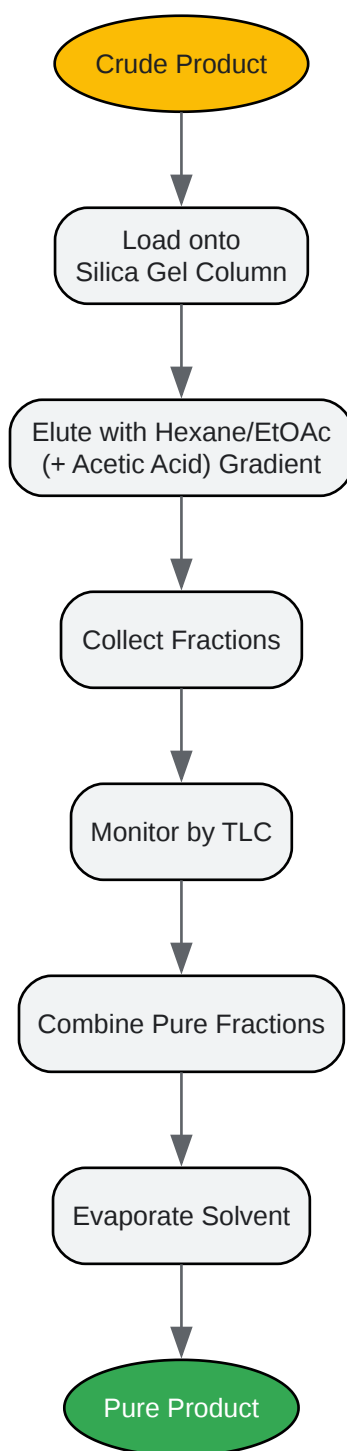 Crude Product
Load onto
Silica Gel Column
Elute with Hexane/EtOAc
(+ Acetic Acid) Gradient
Collect Fractions
Monitor by TLC
Combine Pure Fractions
Evaporate Solvent
Pure Product